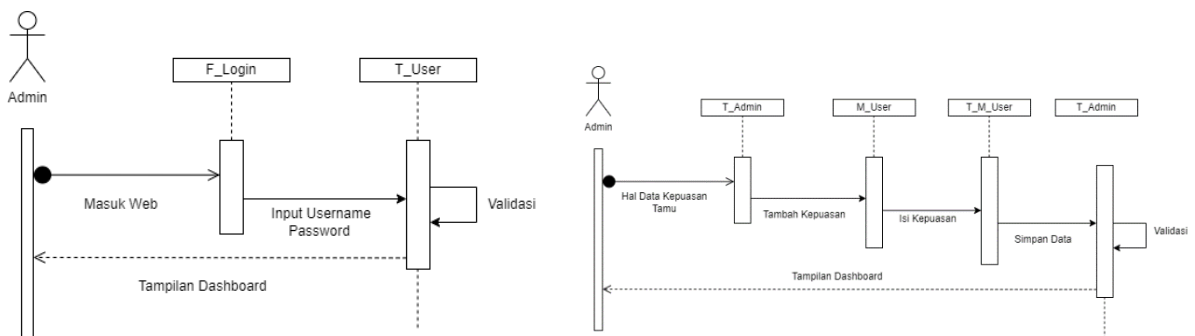 Admin
F_Login
T_User
Masuk Web
Input Username
Password
Validasi
Tampilan Dashboard
Admin
T_Admin
M_User
T_M_User
T_Admin
Hal Data Kepuasan
Tamu
Tambah Kepuasan
Isi Kepuasan
Simpan Data
Validasi
Tampilan Dashboard